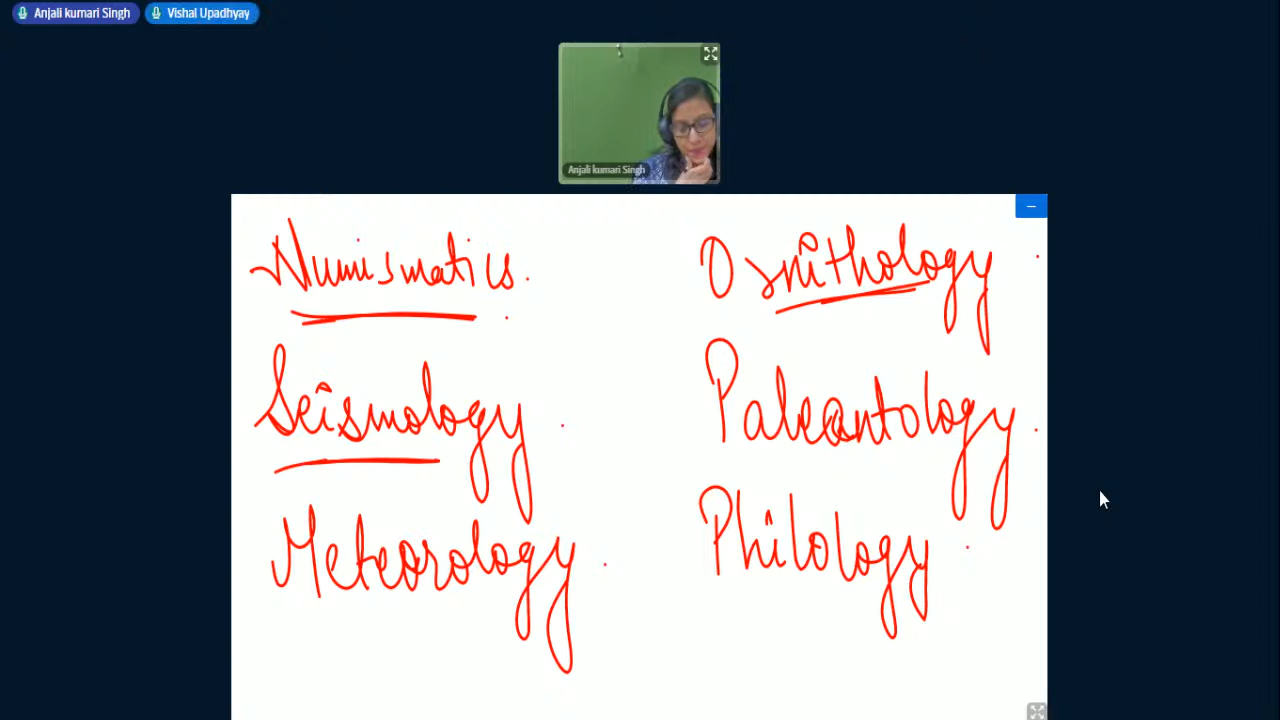 Anjali kumari Singh Vishal Upadhyay
Anjali kumari Singh
Numismatics. Ornithology.
Seismology. Paleontology.
Meteorology. Philology.